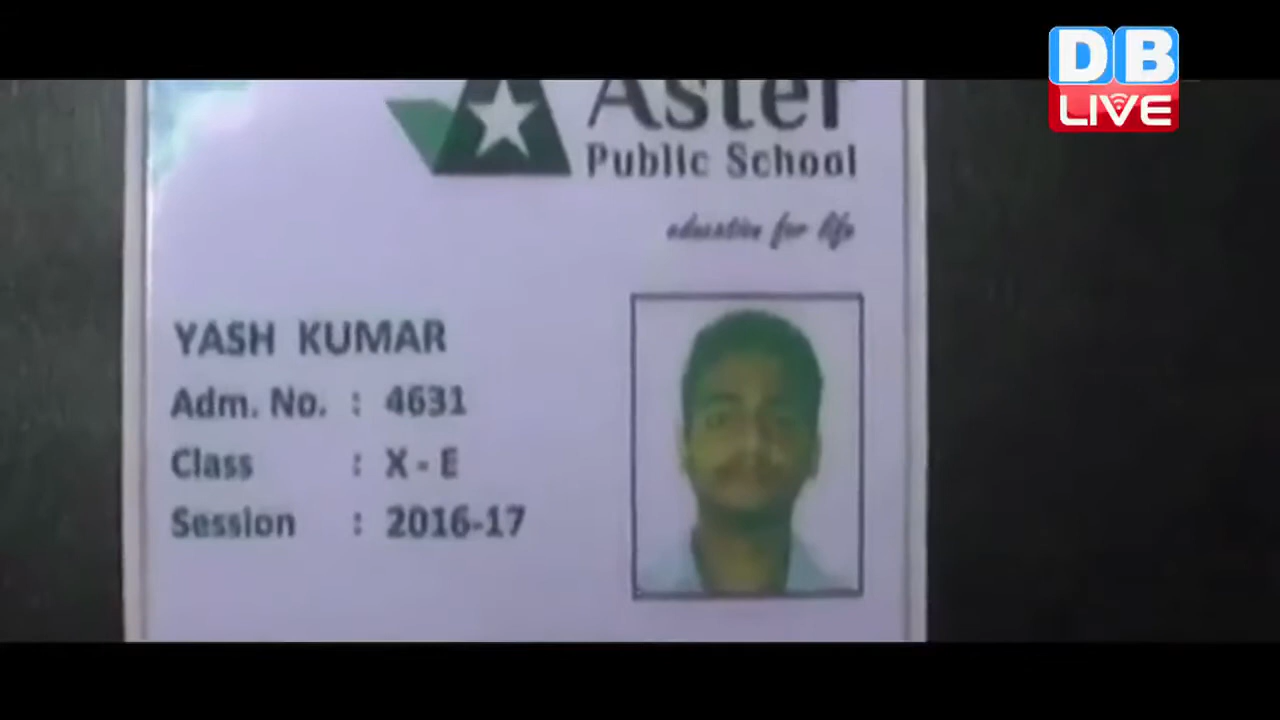 DB
LIVE
Aster
Public School
education for life
YASH KUMAR
Adm. No. : 4631
Class : X - E
Session : 2016-17